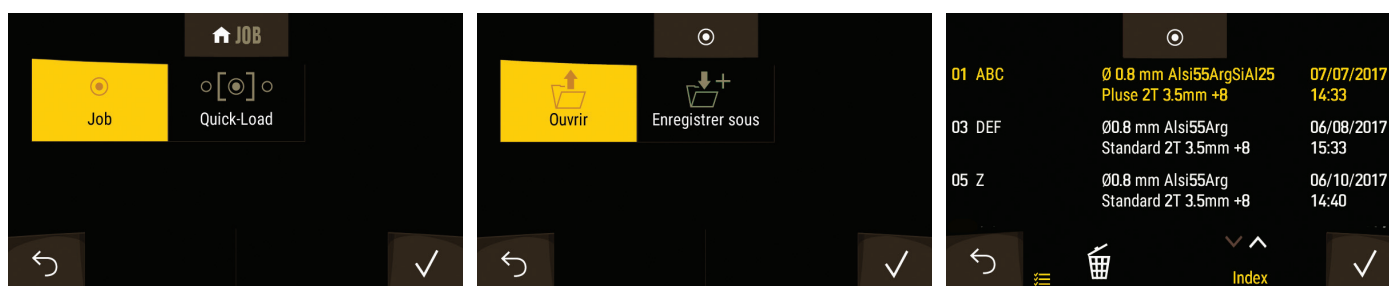 JOB
Job
Quick-Load
Ouvrir
Enregistrer sous
01 ABC Ø 0.8 mm Alsi55ArgSiAl25 07/07/2017
Pluse 2T 3.5mm +8 14:33
03 DEF Ø0.8 mm Alsi55Arg 06/08/2017
Standard 2T 3.5mm +8 15:33
05 Z Ø0.8 mm Alsi55Arg 06/10/2017
Standard 2T 3.5mm +8 14:40
Index